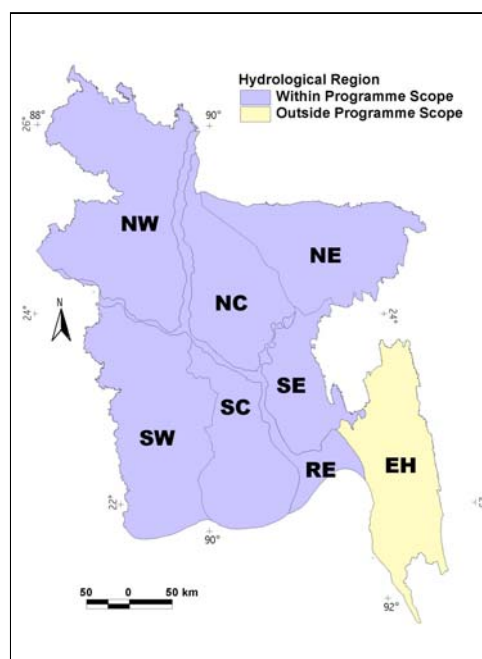 Hydrological Region
Within Programme Scope
Outside Programme Scope
88°
26°
90°
NW
NE
NC
N
24°
24°
SE
SC
SW
RE
EH
22°
90°
92°
50 0 50 km